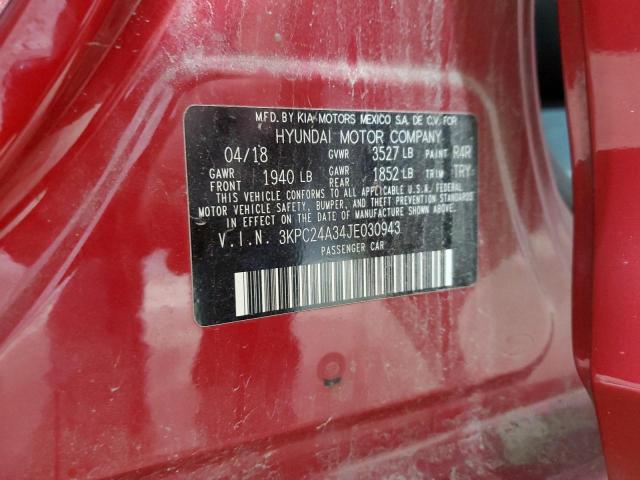 MFD. BY KIA MOTORS MEXICO S.A. DE C.V. FOR
HYUNDAI MOTOR COMPANY
04/18 GVWR 3527 LB PAINT R4R
GAWR FRONT 1940 LB GAWR REAR 1852 LB TRIM TRY
THIS VEHICLE CONFORMS TO ALL APPLICABLE U.S. FEDERAL
MOTOR VEHICLE SAFETY, BUMPER, AND THEFT PREVENTION
STANDARDS IN EFFECT ON THE DATE OF MANUFACTURE SHOWN ABOVE.
V.I.N. 3KPC24A34JE030943
PASSENGER CAR